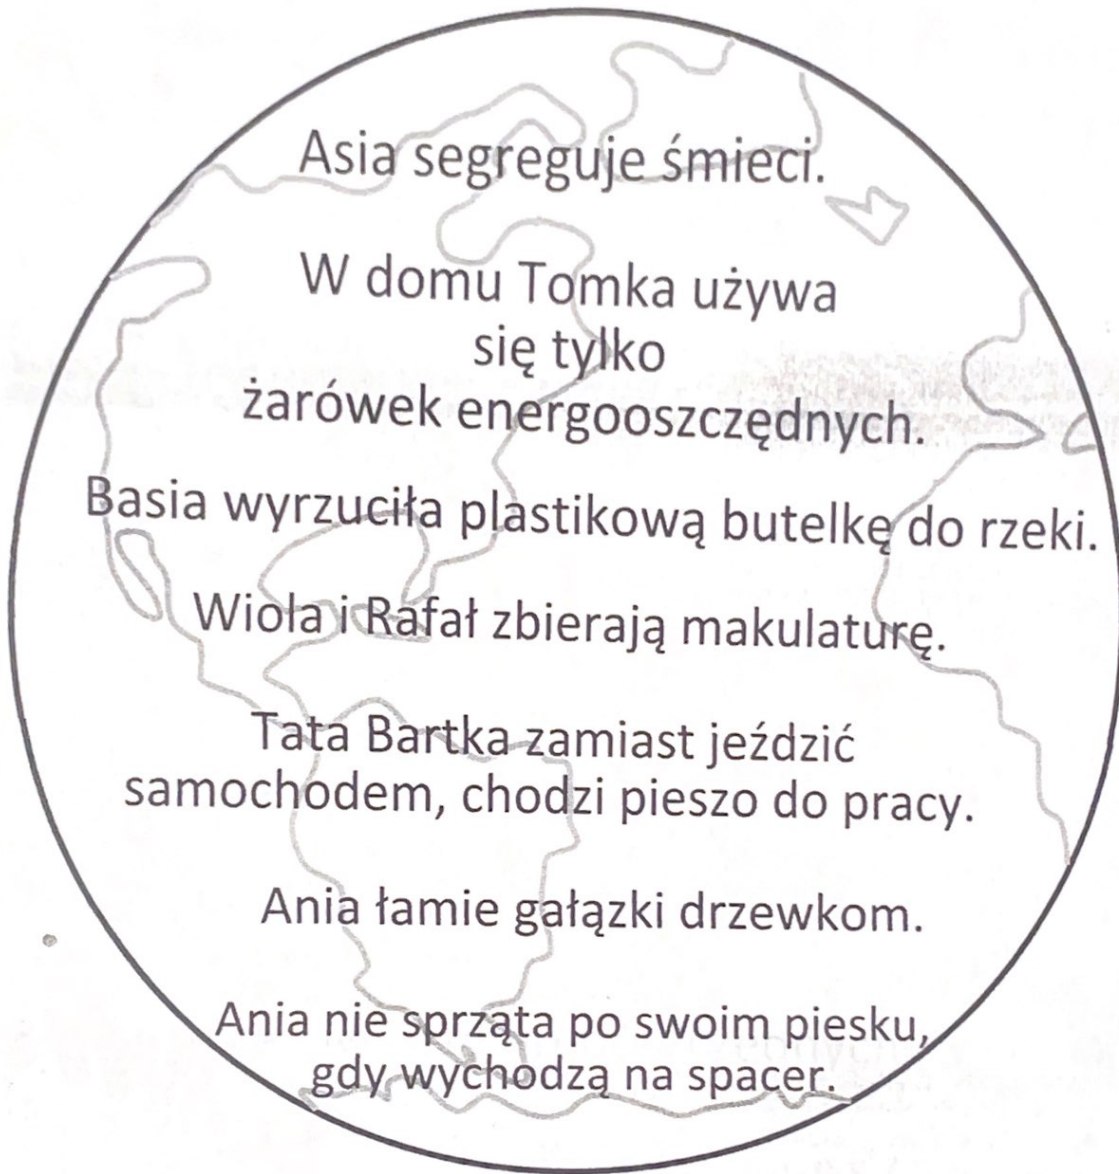 Asia segreguje śmieci.
W domu Tomka używa
się tylko
żarówek energooszczędnych.
Basia wyrzuciła plastikową butelkę do rzeki.
Wiola i Rafał zbierają makulaturę.
Tata Bartka zamiast jeździć
samochodem, chodzi pieszo do pracy.
Ania łamie gałązki drzewkom.
Ania nie sprząta po swoim piesku,
gdy wychodzą na spacer.